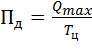 Пд = Qmax / Tц